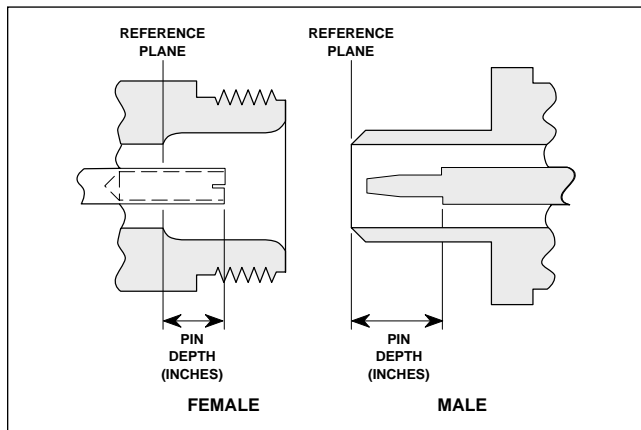 REFERENCE
PLANE
REFERENCE
PLANE
PIN
DEPTH
(INCHES)
PIN
DEPTH
(INCHES)
FEMALE
MALE